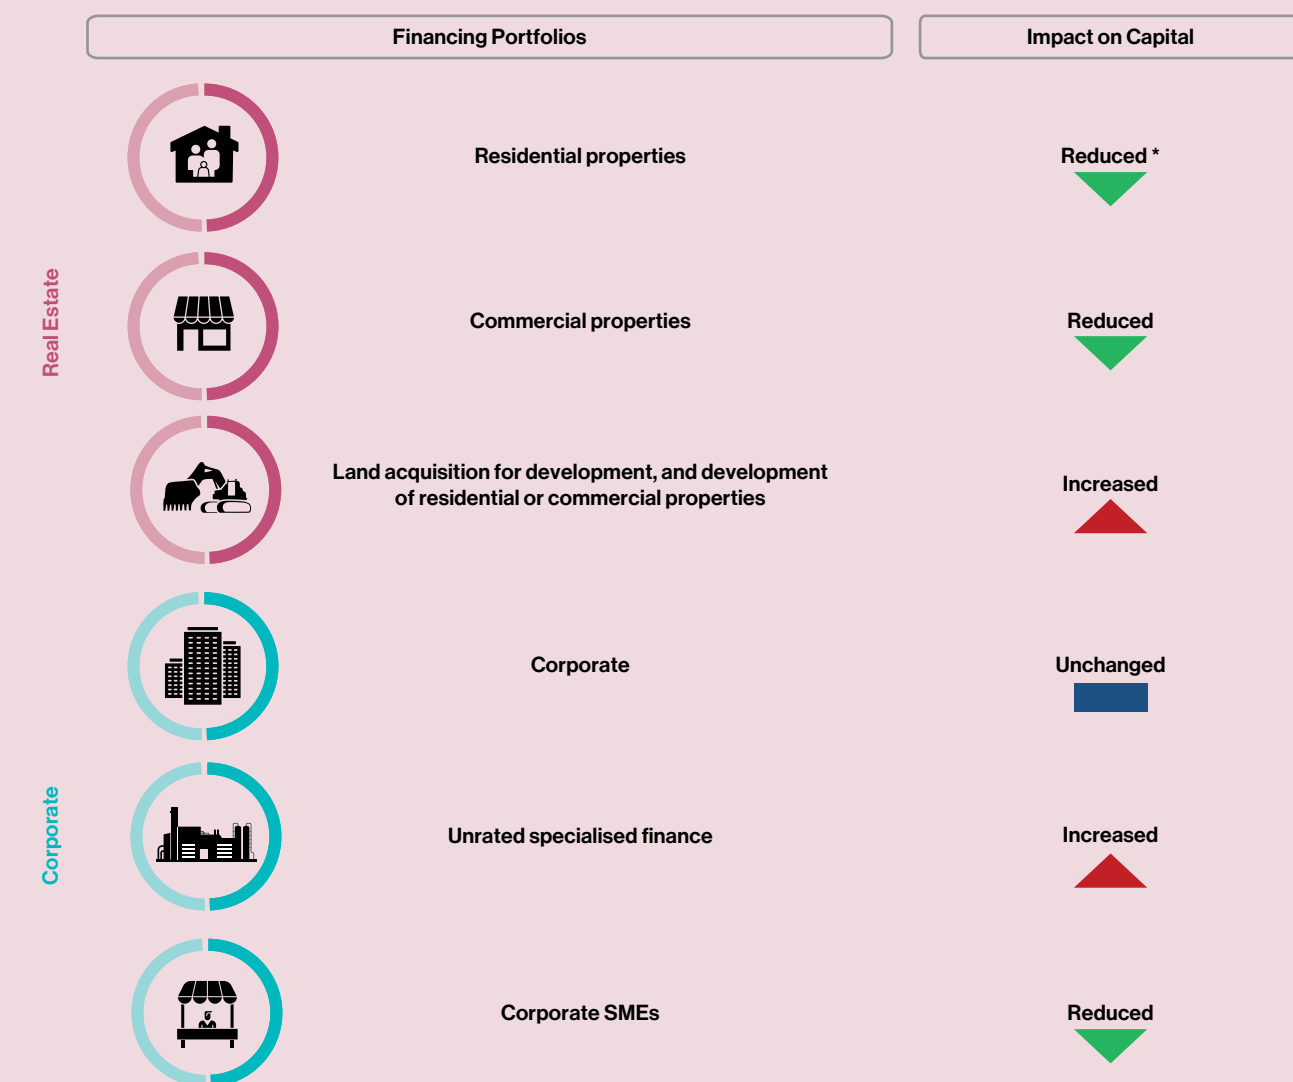 Financing Portfolios
Impact on Capital
Real Estate
Residential properties
Reduced *
Commercial properties
Reduced
Land acquisition for development, and development
of residential or commercial properties
Increased
Corporate
Corporate
Unchanged
Unrated specialised finance
Increased
Corporate SMEs
Reduced